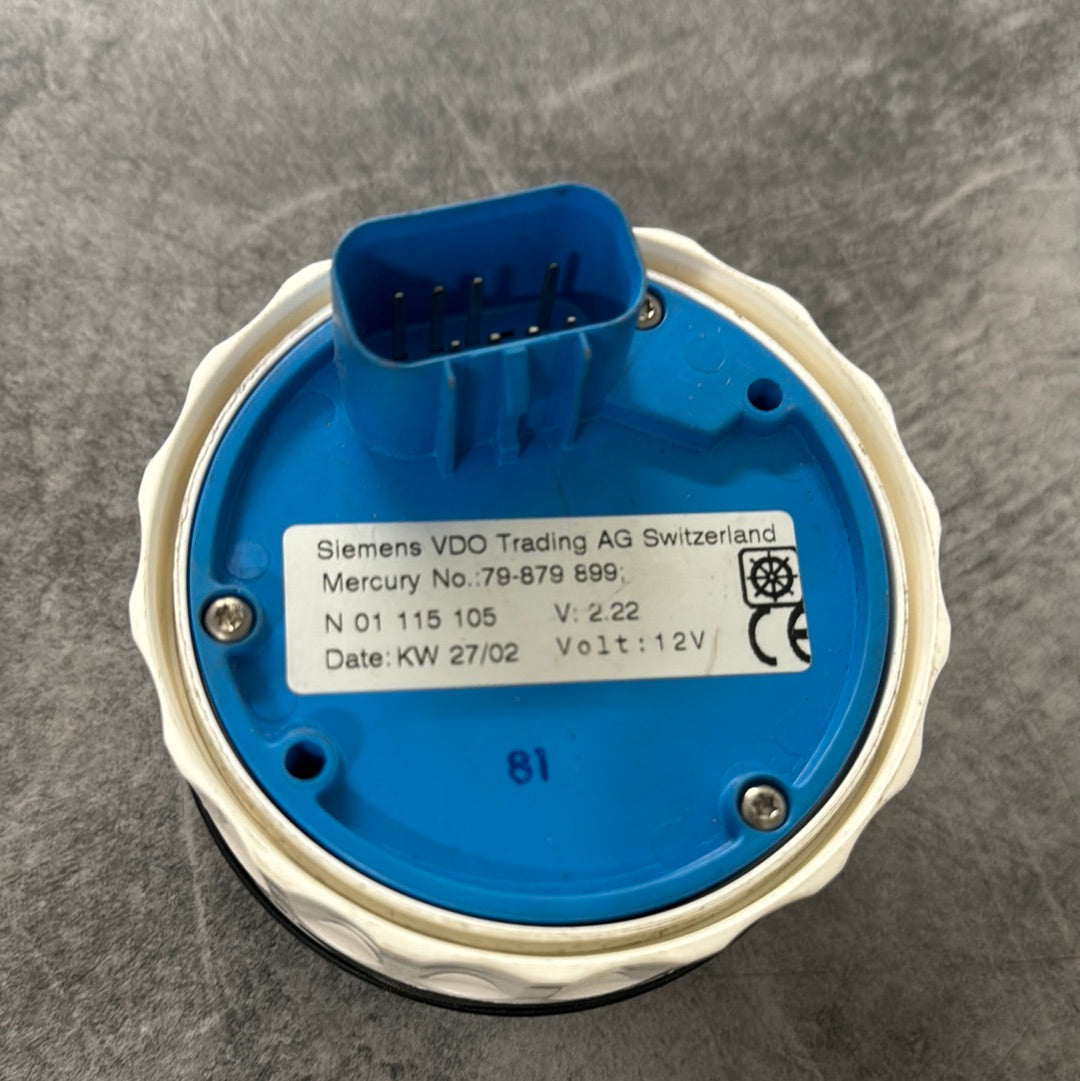 Siemens VDO Trading AG Switzerland
Mercury No.:79-879 899;
N 01 115 105 V: 2.22
Date: KW 27/02 Volt:12V
CE
81